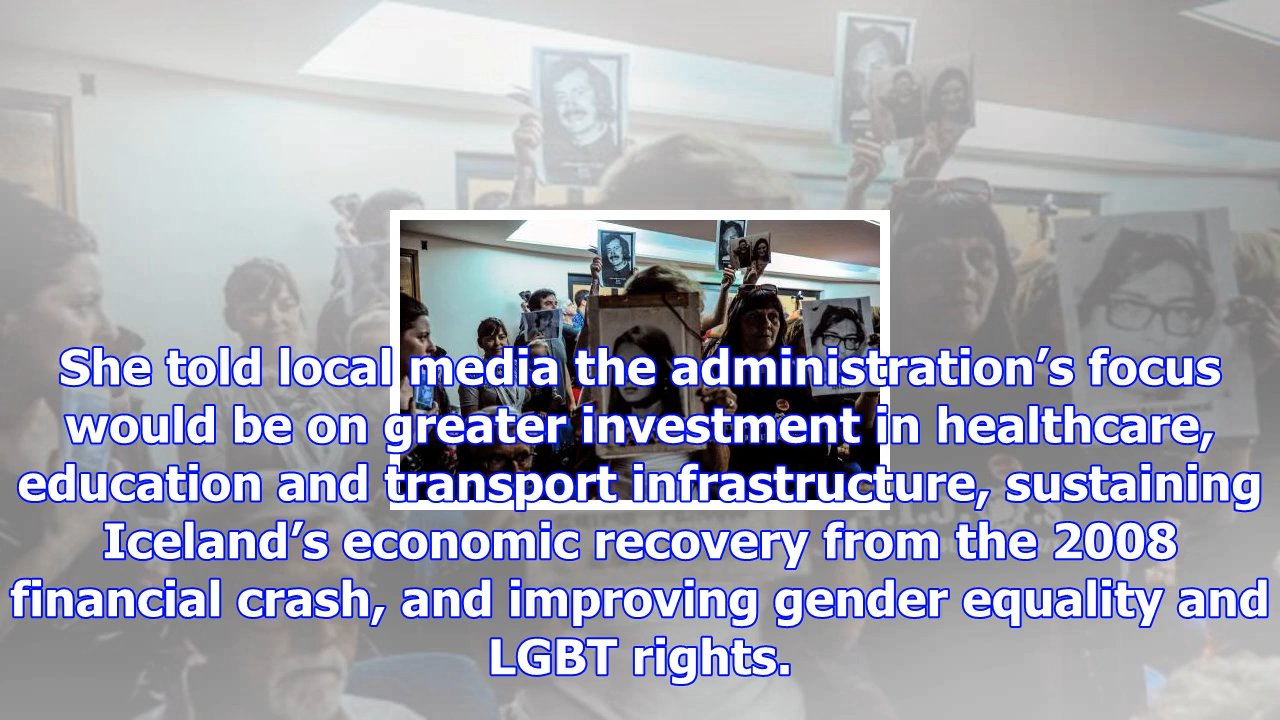 She told local media the administration’s focus
would be on greater investment in healthcare,
education and transport infrastructure, sustaining
Iceland’s economic recovery from the 2008
financial crash, and improving gender equality and
LGBT rights.